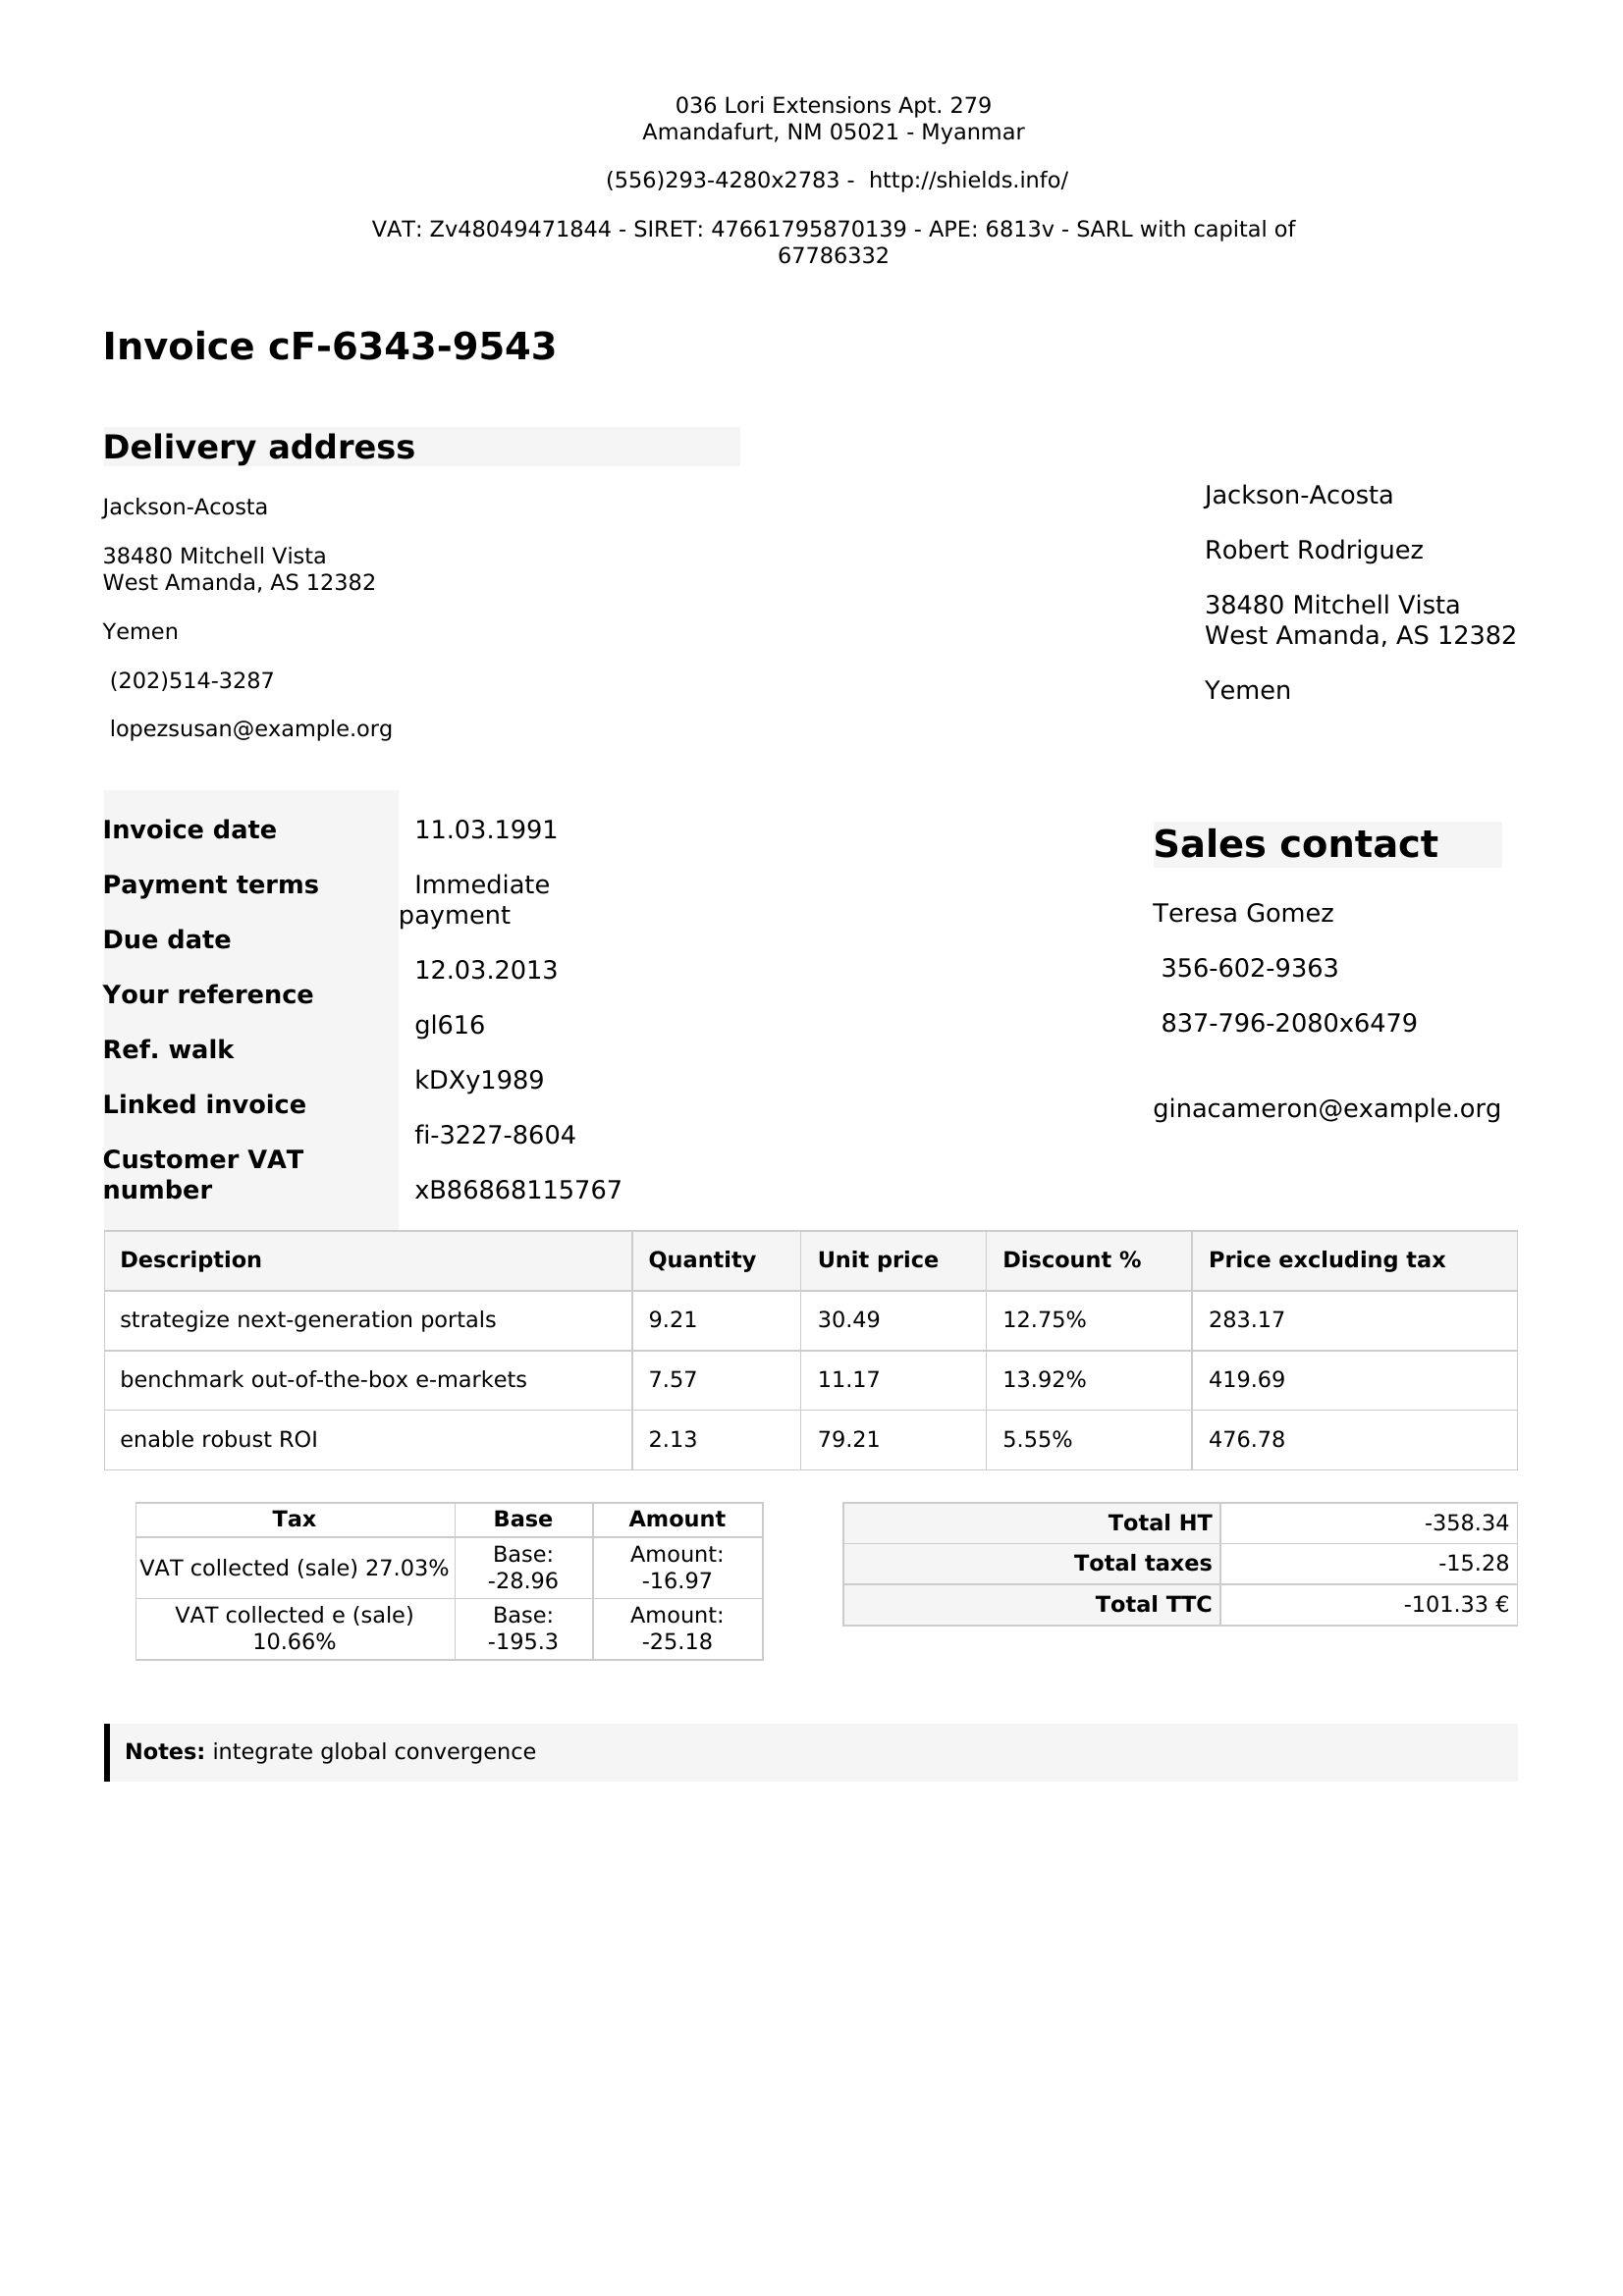 036 Lori Extensions Apt. 279
Amandafurt, NM 05021 - Myanmar
(556)293-4280x2783 -  http://shields.info/
VAT: Zv48049471844 - SIRET: 47661795870139 - APE: 6813v - SARL with capital of
67786332
Invoice cF-6343-9543
Delivery address
Jackson-Acosta
38480 Mitchell Vista
West Amanda, AS 12382
Yemen
(202)514-3287
lopezsusan@example.org
Jackson-Acosta
Robert Rodriguez
38480 Mitchell Vista
West Amanda, AS 12382
Yemen
Invoice date
Payment terms
Due date
Your reference
Ref. walk
Linked invoice
Customer VAT
number
11.03.1991
Immediate
payment
12.03.2013
gl616
kDXy1989
fi-3227-8604
xB86868115767
Sales contact
Teresa Gomez
356-602-9363
837-796-2080x6479
ginacameron@example.org
Description Quantity Unit price Discount % Price excluding tax
strategize next-generation portals 9.21 30.49 12.75% 283.17
benchmark out-of-the-box e-markets 7.57 11.17 13.92% 419.69
enable robust ROI 2.13 79.21 5.55% 476.78
Tax Base Amount
VAT collected (sale) 27.03% Base: -28.96 Amount: -16.97
VAT collected e (sale) 10.66% Base: -195.3 Amount: -25.18
Total HT -358.34
Total taxes -15.28
Total TTC -101.33 €
Notes: integrate global convergence